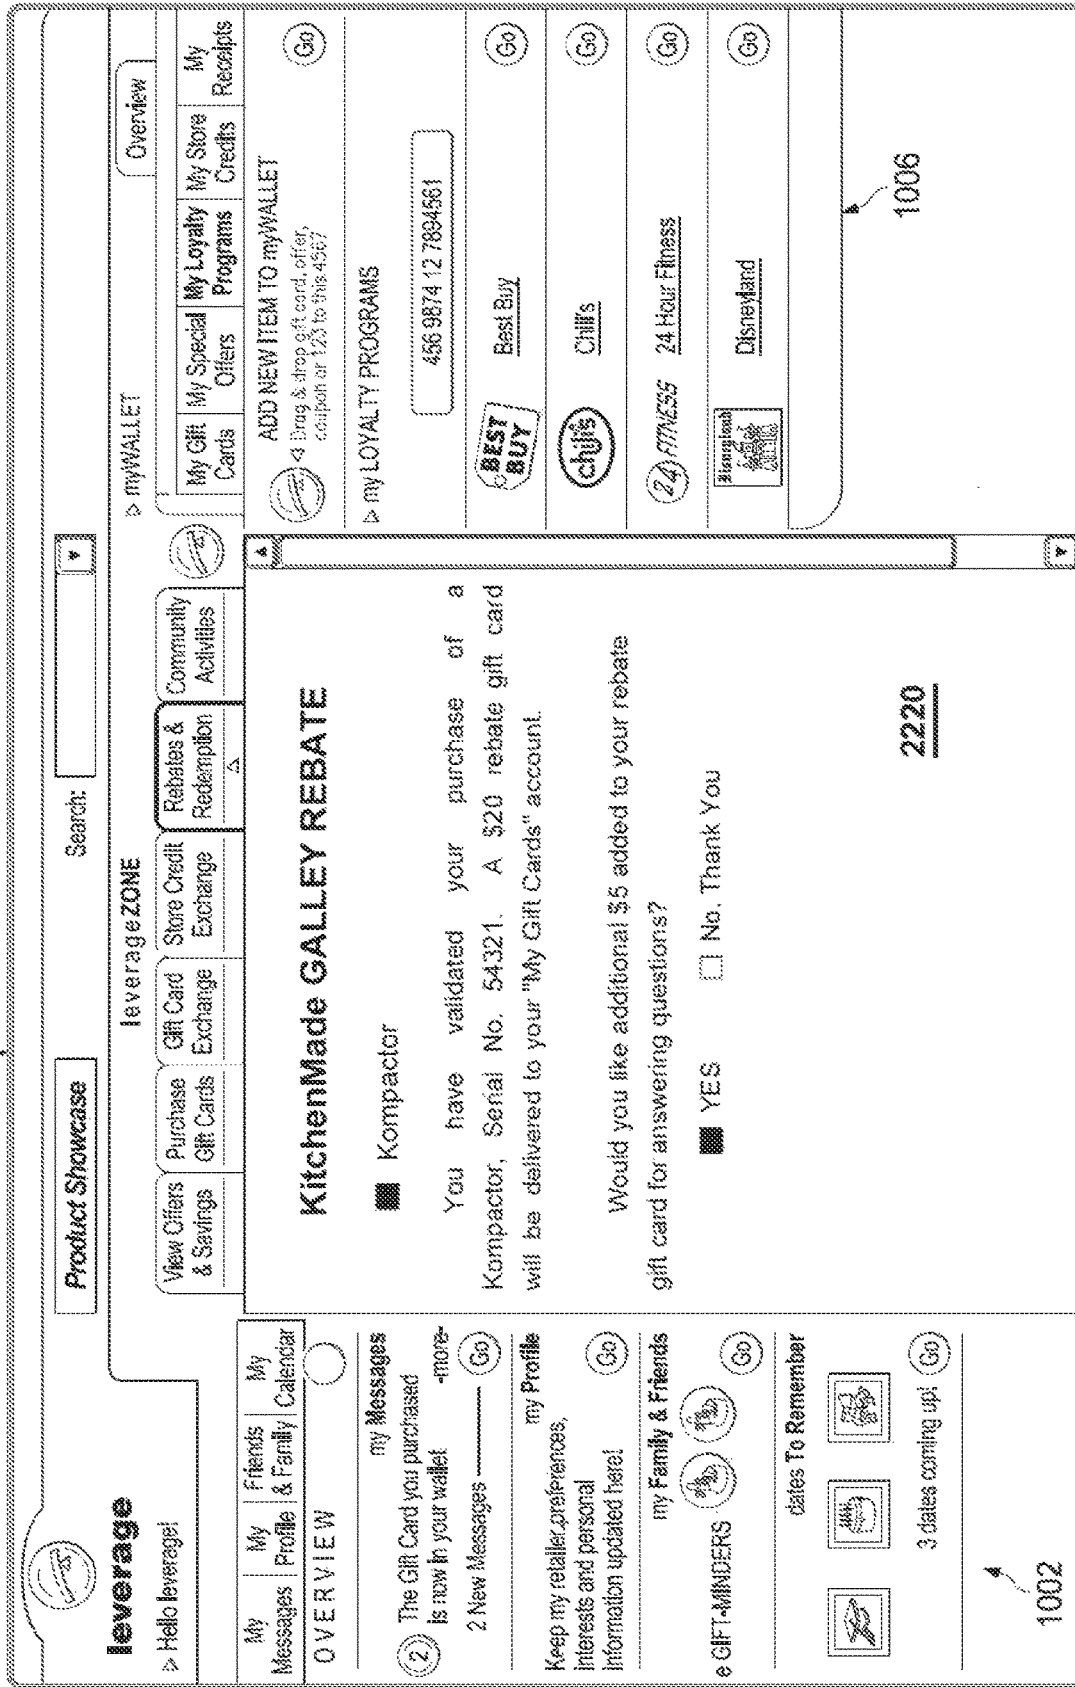 leverage
Product Showcase
Search:
▷ Hello leverage!
leverageZONE
▷ myWALLET
Overview
My Messages
My Profile
Friends & Family
My Calendar
OVERVIEW
my Messages
2
The Gift Card you purchased
is now in your wallet
-more-
2 New Messages
Go
my Profile
Keep my retailer preferences,
interests and personal
information updated here!
Go
my Family & Friends
e GIFT-MINDERS
Go
dates To Remember
3 dates coming up!
Go
1002
View Offers
& Savings
Purchase
Gift Cards
Gift Card
Exchange
Store Credit
Exchange
Rebates &
Redemption
Community
Activities
KitchenMade GALLEY REBATE
Kompactor
You have validated your purchase of a
Kompactor, Serial No. 54321. A $20 rebate gift card
will be delivered to your "My Gift Cards" account.
Would you like additional $5 added to your rebate
gift card for answering questions?
YES
No. Thank You
2220
My Gift
Cards
My Special
Offers
My Loyalty
Programs
My Store
Credits
My
Receipts
ADD NEW ITEM TO myWALLET
Drag & drop gift card, offer,
coupon or 123 to this 4567
Go
▷ my LOYALTY PROGRAMS
456 9874 12 7894561
BEST
BUY
Best Buy
Go
chili's
Chili's
Go
24 FITNESS
24 Hour Fitness
Go
Disneyland
Disneyland
Go
1006